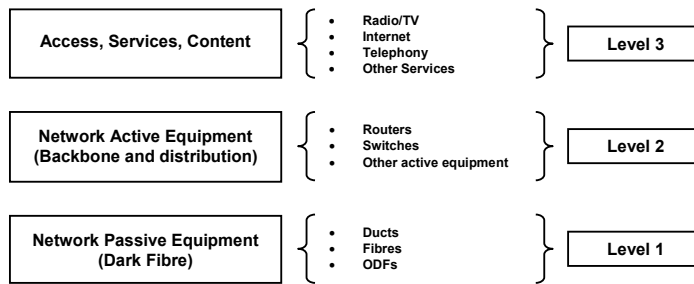 Access, Services, Content
• Radio/TV
• Internet
• Telephony
• Other Services
Level 3
Network Active Equipment
(Backbone and distribution)
• Routers
• Switches
• Other active equipment
Level 2
Network Passive Equipment
(Dark Fibre)
• Ducts
• Fibres
• ODFs
Level 1